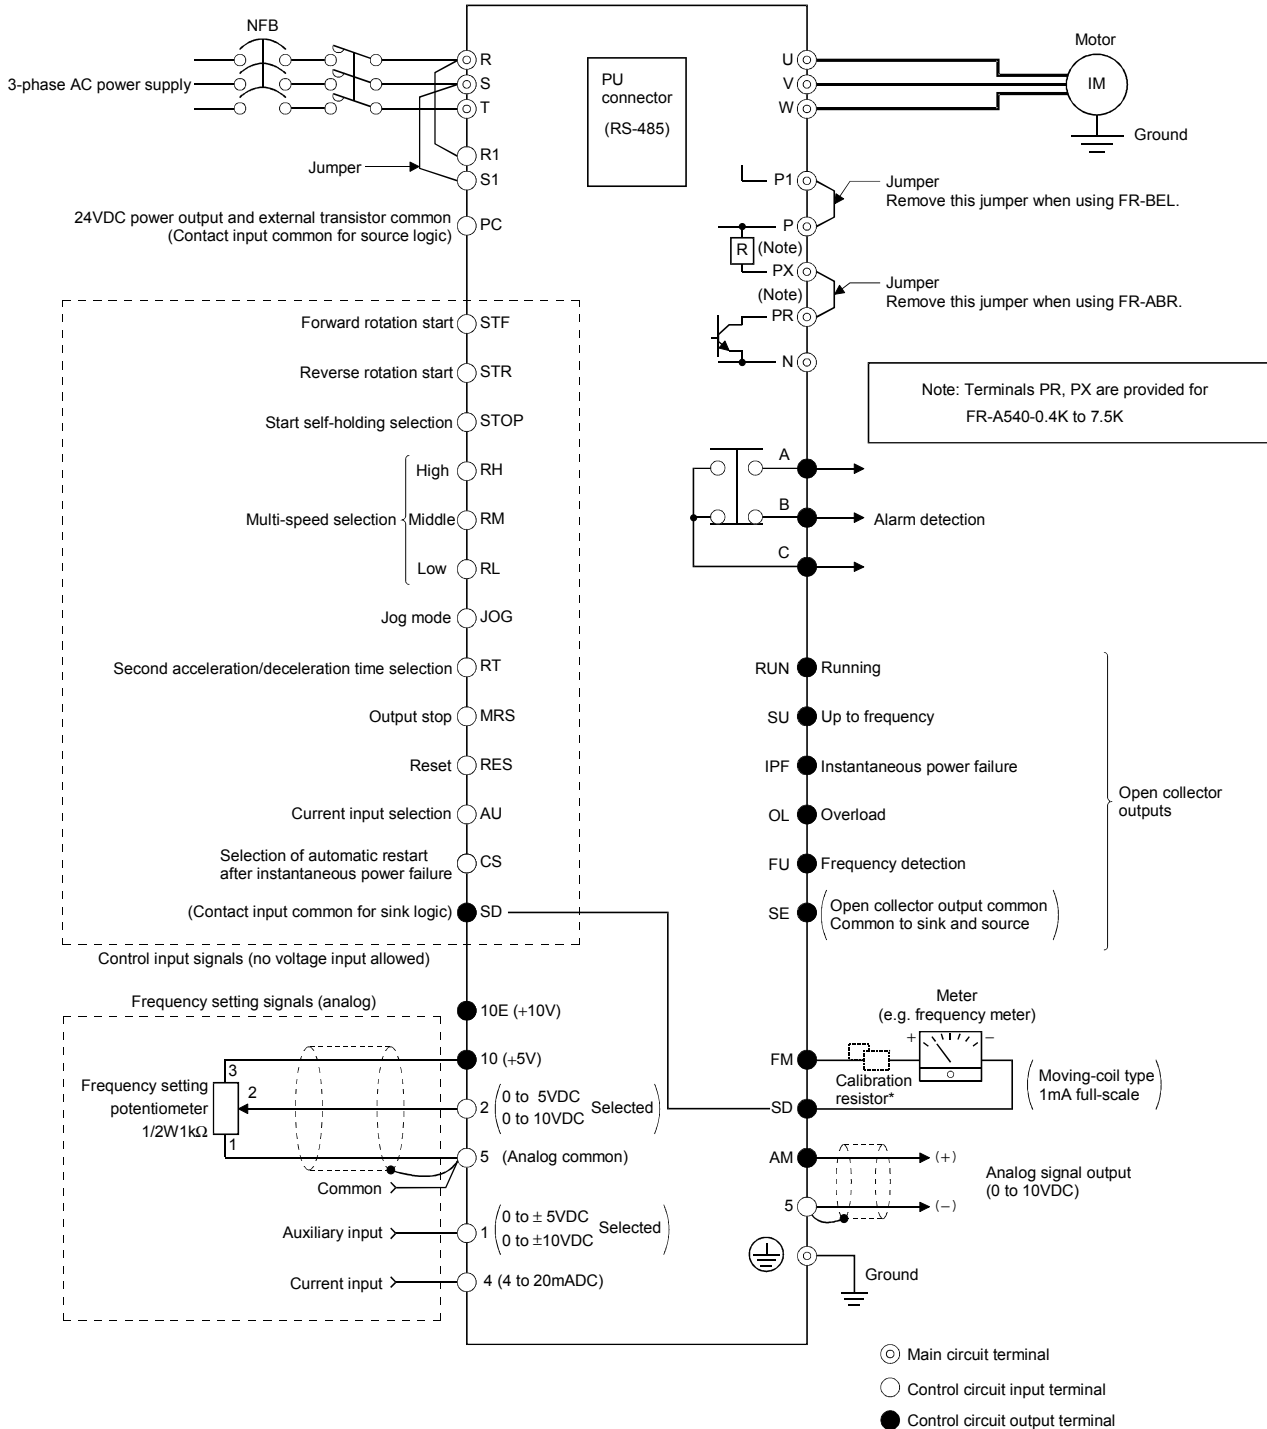 NFB
3-phase AC power supply
R
S
T
Jumper
R1
S1
24VDC power output and external transistor common
(Contact input common for source logic)
PC
PU
connector
(RS-485)
U
V
W
Motor
IM
Ground
P1
Jumper
Remove this jumper when using FR-BEL.
P
R
(Note)
PX
(Note)
Jumper
Remove this jumper when using FR-ABR.
PR
N
Note: Terminals PR, PX are provided for
FR-A540-0.4K to 7.5K
Forward rotation start
STF
Reverse rotation start
STR
Start self-holding selection
STOP
Multi-speed selection
High
RH
Middle
RM
Low
RL
Jog mode
JOG
Second acceleration/deceleration time selection
RT
Output stop
MRS
Reset
RES
Current input selection
AU
Selection of automatic restart
after instantaneous power failure
CS
(Contact input common for sink logic)
SD
Control input signals (no voltage input allowed)
A
B
C
Alarm detection
RUN
Running
SU
Up to frequency
IPF
Instantaneous power failure
OL
Overload
FU
Frequency detection
SE
(Open collector output common
Common to sink and source)
Open collector
outputs
Frequency setting signals (analog)
10E (+10V)
10 (+5V)
3
Frequency setting
potentiometer
1/2W1kΩ
2
1
2
(0 to 5VDC
0 to 10VDC
Selected)
5
(Analog common)
Common
Auxiliary input
1
(0 to ± 5VDC
0 to ±10VDC
Selected)
Current input
4 (4 to 20mADC)
Meter
(e.g. frequency meter)
+
−
FM
Calibration
resistor*
(Moving-coil type
1mA full-scale)
SD
AM
(+)
5
(−)
Analog signal output
(0 to 10VDC)
Ground
Main circuit terminal
Control circuit input terminal
Control circuit output terminal